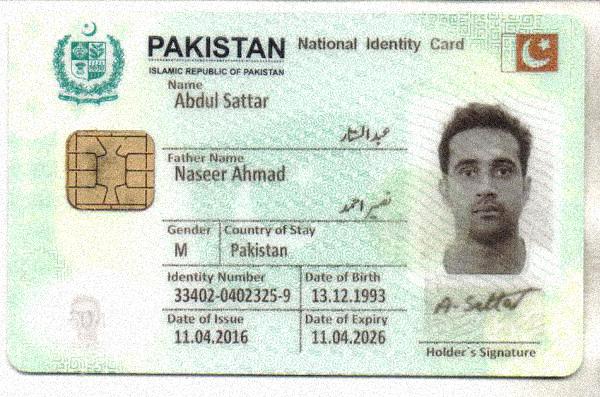 PAKISTAN National Identity Card
ISLAMIC REPUBLIC OF PAKISTAN
Name
Abdul Sattar
عبدالستار
Father Name
Naseer Ahmad
نصیر احمد
Gender Country of Stay
M Pakistan
Identity Number Date of Birth
33402-0402325-9 13.12.1993
Date of Issue Date of Expiry
11.04.2016 11.04.2026
A. Sattar
Holder's Signature